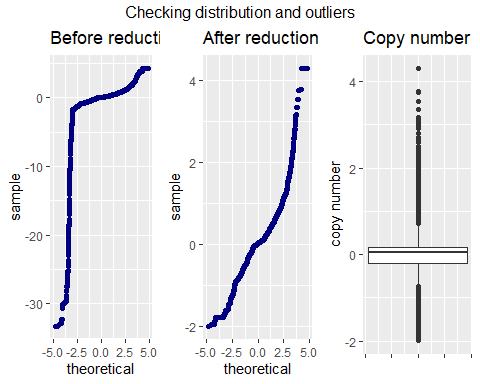 Checking distribution and outliers
Before reducti
After reduction
Copy number
sample
0
-10
-20
-30
-5.0 -2.5 0.0 2.5 5.0
theoretical
sample
4
2
0
-2
-5.0 -2.5 0.0 2.5 5.0
theoretical
copy number
4
2
0
-2